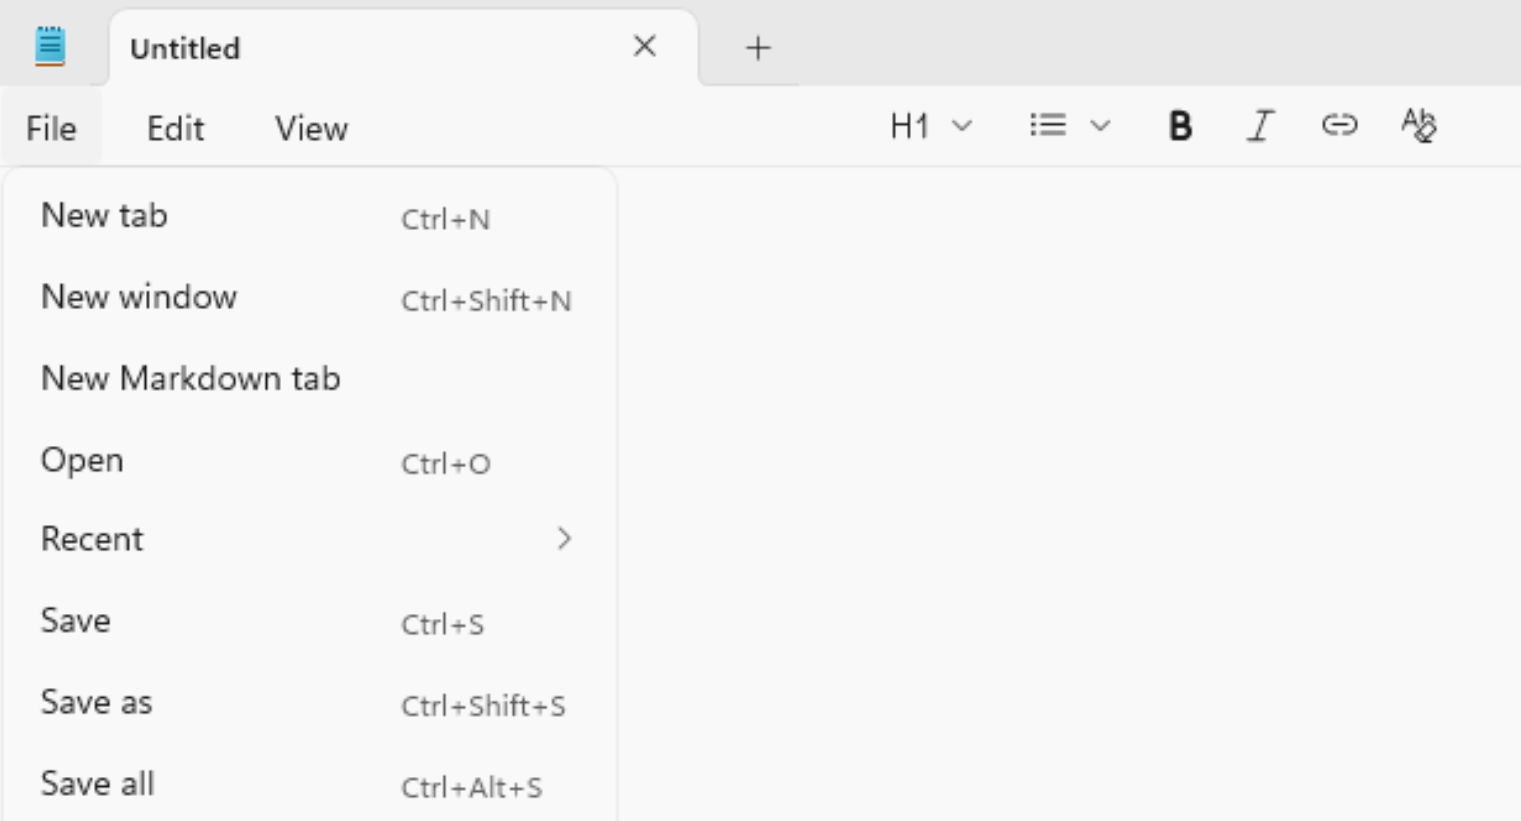 Untitled
File Edit View H1 B I Ab
New tab Ctrl+N
New window Ctrl+Shift+N
New Markdown tab
Open Ctrl+O
Recent
Save Ctrl+S
Save as Ctrl+Shift+S
Save all Ctrl+Alt+S